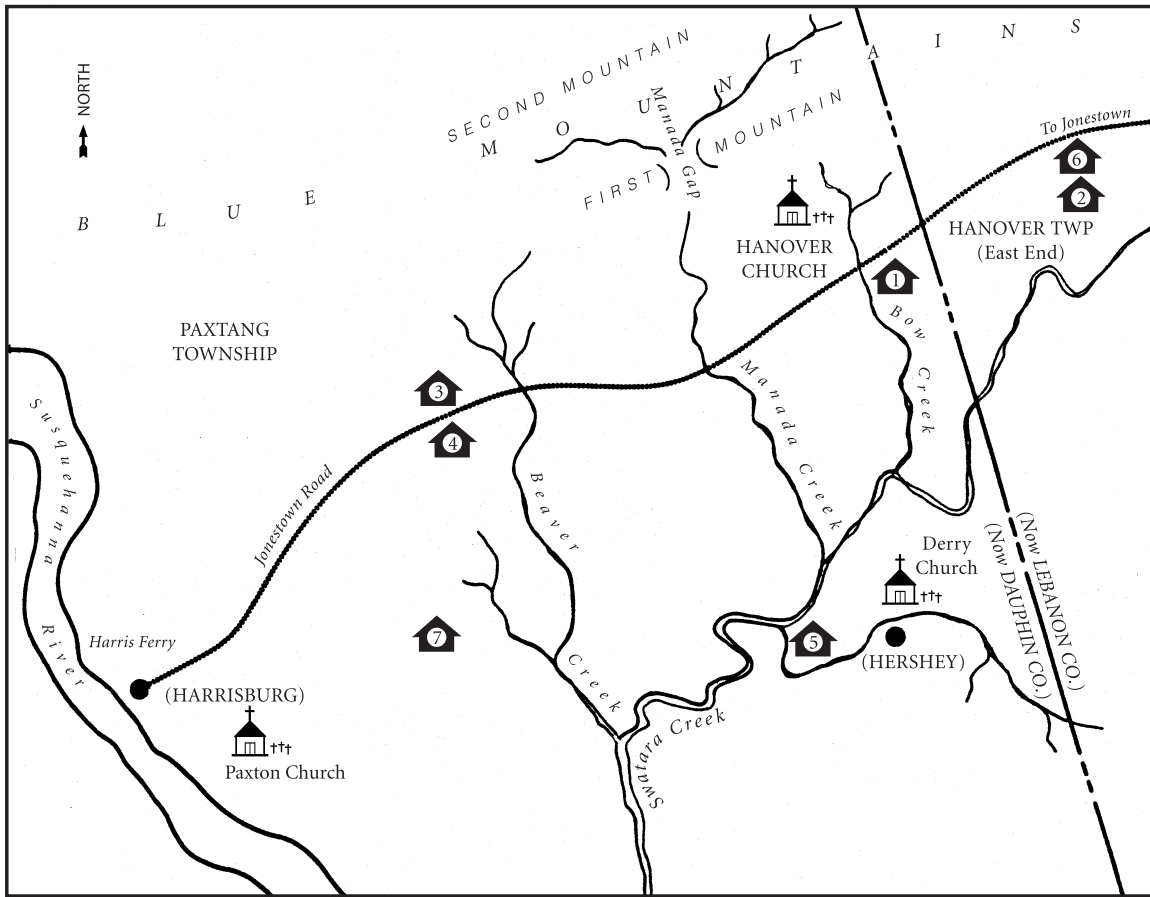 NORTH
SECOND MOUNTAIN
BLUE MOUNTAINS
Manada Gap
FIRST MOUNTAIN
To Jonestown
6
2
HANOVER TWP
(East End)
HANOVER
CHURCH
1
Bow Creek
PAXTANG
TOWNSHIP
3
4
Manada Creek
Susquehanna River
Jonestown Road
Beaver Creek
Derry
Church
(Now LEBANON CO.)
(Now DAUPHIN CO.)
7
5
Harris Ferry
(HERSHEY)
(HARRISBURG)
Swatara Creek
Paxton Church